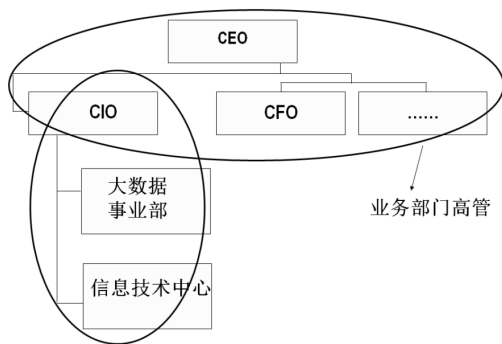 CEO
CIO
CFO
......
大数据
事业部
业务部门高管
信息技术中心